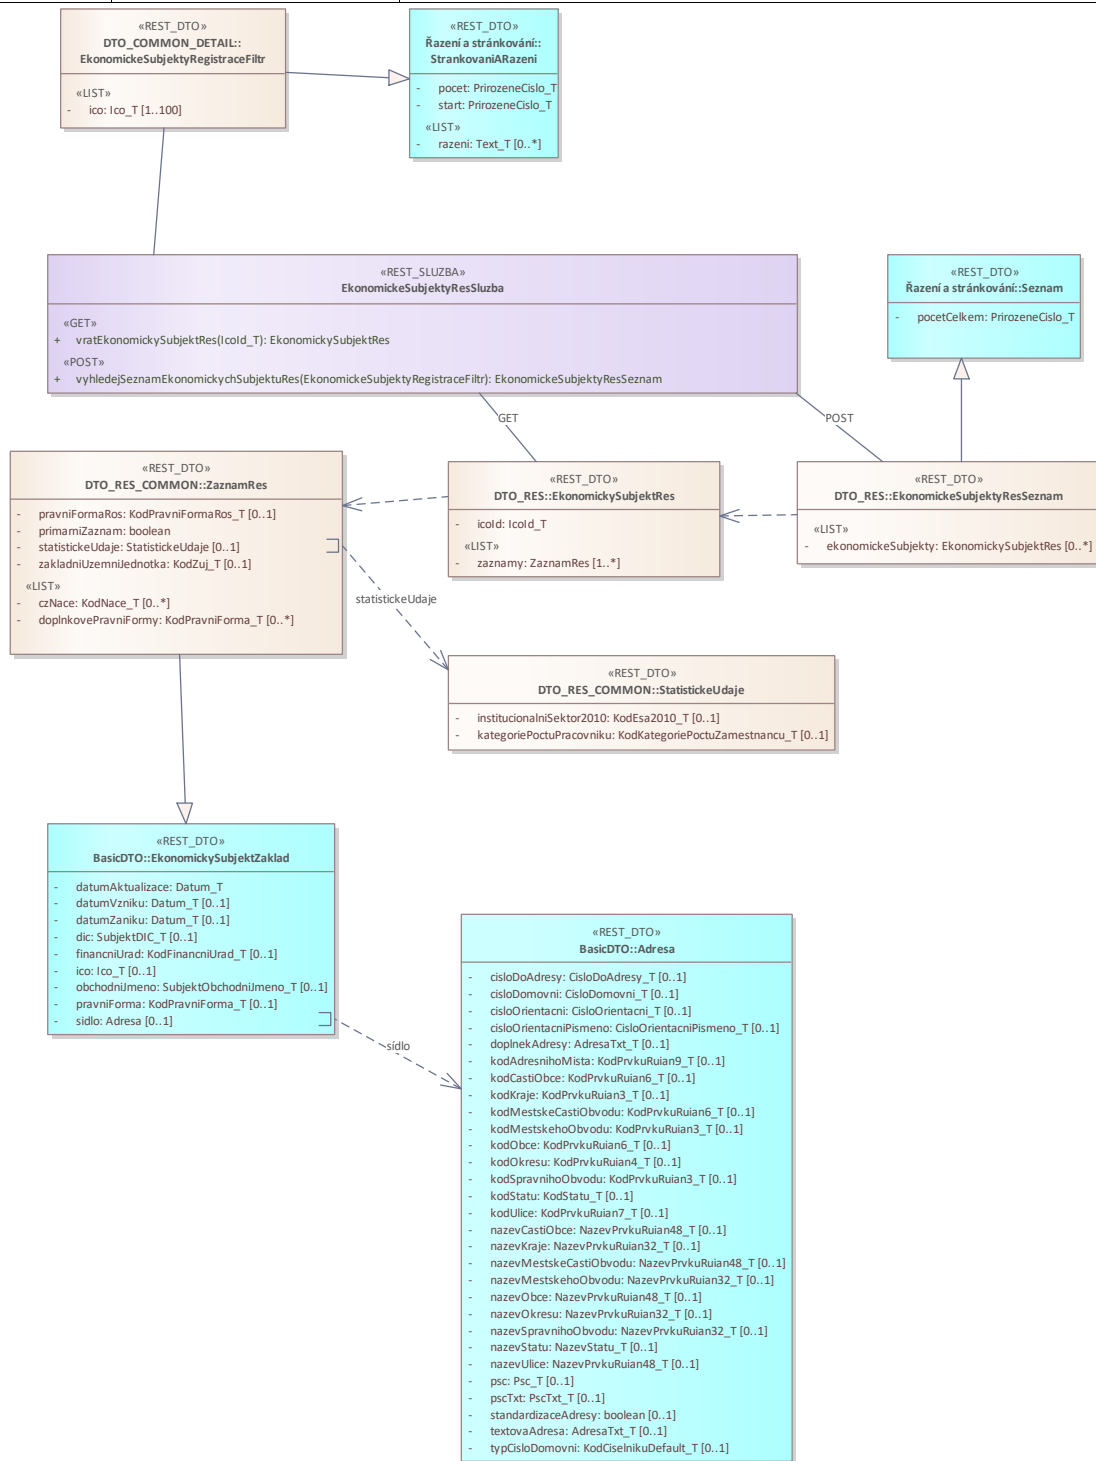 «REST_DTO»
DTO_COMMON_DETAIL::
EkonomickeSubjektyRegistraceFiltr
«LIST»
- ico: Ico_T [1..100]
«REST_DTO»
Řazení a stránkování::
StrankovaniARazeni
- pocet: PrirozeneCislo_T
- start: PrirozeneCislo_T
«LIST»
- razeni: Text_T [0..*]
«REST_SLUZBA»
EkonomickeSubjektyResSluzba
«GET»
+ vratEkonomickySubjektRes(IcoId_T): EkonomickySubjektRes
«POST»
+ vyhledejSeznamEkonomickychSubjektuRes(EkonomickeSubjektyRegistraceFiltr): EkonomickeSubjektyResSeznam
«REST_DTO»
Řazení a stránkování::Seznam
- pocetCelkem: PrirozeneCislo_T
GET
POST
«REST_DTO»
DTO_RES_COMMON::ZaznamRes
- pravniFormaRos: KodPravniFormaRos_T [0..1]
- primarniZaznam: boolean
- statistickeUdaje: StatistickeUdaje [0..1]
- zakladniUzemniJednotka: KodZuj_T [0..1]
«LIST»
- czNace: KodNace_T [0..*]
- doplnkovePravniFormy: KodPravniForma_T [0..*]
«REST_DTO»
DTO_RES::EkonomickySubjektRes
- icoId: IcoId_T
«LIST»
- zaznamy: ZaznamRes [1..*]
«REST_DTO»
DTO_RES::EkonomickeSubjektyResSeznam
«LIST»
- ekonomickeSubjekty: EkonomickySubjektRes [0..*]
statistickeUdaje
«REST_DTO»
DTO_RES_COMMON::StatistickeUdaje
- institucionalniSektor2010: KodEsa2010_T [0..1]
- kategoriePoctuPracovniku: KodKategoriePoctuZamestnancu_T [0..1]
«REST_DTO»
BasicDTO::EkonomickySubjektZaklad
- datumAktualizace: Datum_T
- datumVzniku: Datum_T [0..1]
- datumZaniku: Datum_T [0..1]
- dic: SubjektDIC_T [0..1]
- financniUrad: KodFinancniUrad_T [0..1]
- ico: Ico_T [0..1]
- obchodniJmeno: SubjektObchodniJmeno_T [0..1]
- pravniForma: KodPravniForma_T [0..1]
- sidlo: Adresa [0..1]
sídlo
«REST_DTO»
BasicDTO::Adresa
- cisloDoAdresy: CisloDoAdresy_T [0..1]
- cisloDomovni: CisloDomovni_T [0..1]
- cisloOrientacni: CisloOrientacni_T [0..1]
- cisloOrientacniPismeno: CisloOrientacniPismeno_T [0..1]
- doplnekAdresy: AdresaTxt_T [0..1]
- kodAdresnihoMista: KodPrvkuRuian9_T [0..1]
- kodCastiObce: KodPrvkuRuian6_T [0..1]
- kodKraje: KodPrvkuRuian3_T [0..1]
- kodMestskeCastiObvodu: KodPrvkuRuian6_T [0..1]
- kodMestskehoObvodu: KodPrvkuRuian3_T [0..1]
- kodObce: KodPrvkuRuian6_T [0..1]
- kodOkresu: KodPrvkuRuian4_T [0..1]
- kodSpravnihoObvodu: KodPrvkuRuian3_T [0..1]
- kodStatu: KodStatu_T [0..1]
- kodUlice: KodPrvkuRuian7_T [0..1]
- nazevCastiObce: NazevPrvkuRuian48_T [0..1]
- nazevKraje: NazevPrvkuRuian32_T [0..1]
- nazevMestskeCastiObvodu: NazevPrvkuRuian48_T [0..1]
- nazevMestskehoObvodu: NazevPrvkuRuian32_T [0..1]
- nazevObce: NazevPrvkuRuian48_T [0..1]
- nazevOkresu: NazevPrvkuRuian32_T [0..1]
- nazevSpravnihoObvodu: NazevPrvkuRuian32_T [0..1]
- nazevStatu: NazevStatu_T [0..1]
- nazevUlice: NazevPrvkuRuian48_T [0..1]
- psc: Psc_T [0..1]
- pscTxt: PscTxt_T [0..1]
- standardizaceAdresy: boolean [0..1]
- textovaAdresa: AdresaTxt_T [0..1]
- typCisloDomovni: KodCiselnikuDefault_T [0..1]